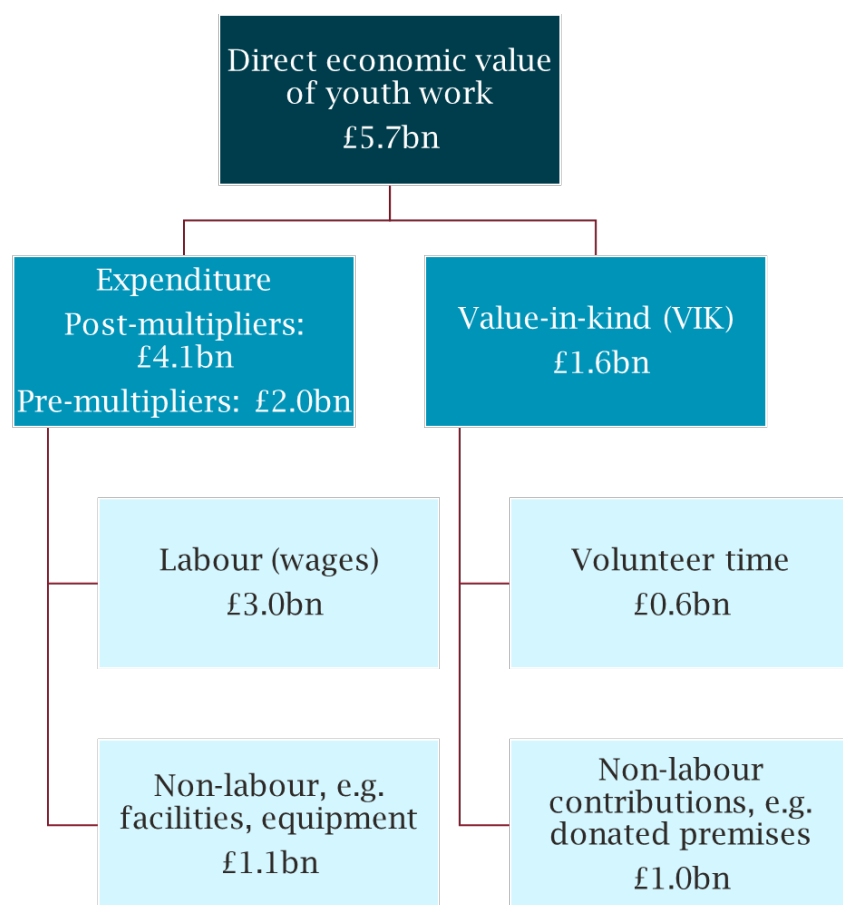 Direct economic value
of youth work
£5.7bn
Expenditure
Post-multipliers:
£4.1bn
Pre-multipliers: £2.0bn
Value-in-kind (VIK)
£1.6bn
Labour (wages)
£3.0bn
Volunteer time
£0.6bn
Non-labour, e.g.
facilities, equipment
£1.1bn
Non-labour
contributions, e.g.
donated premises
£1.0bn